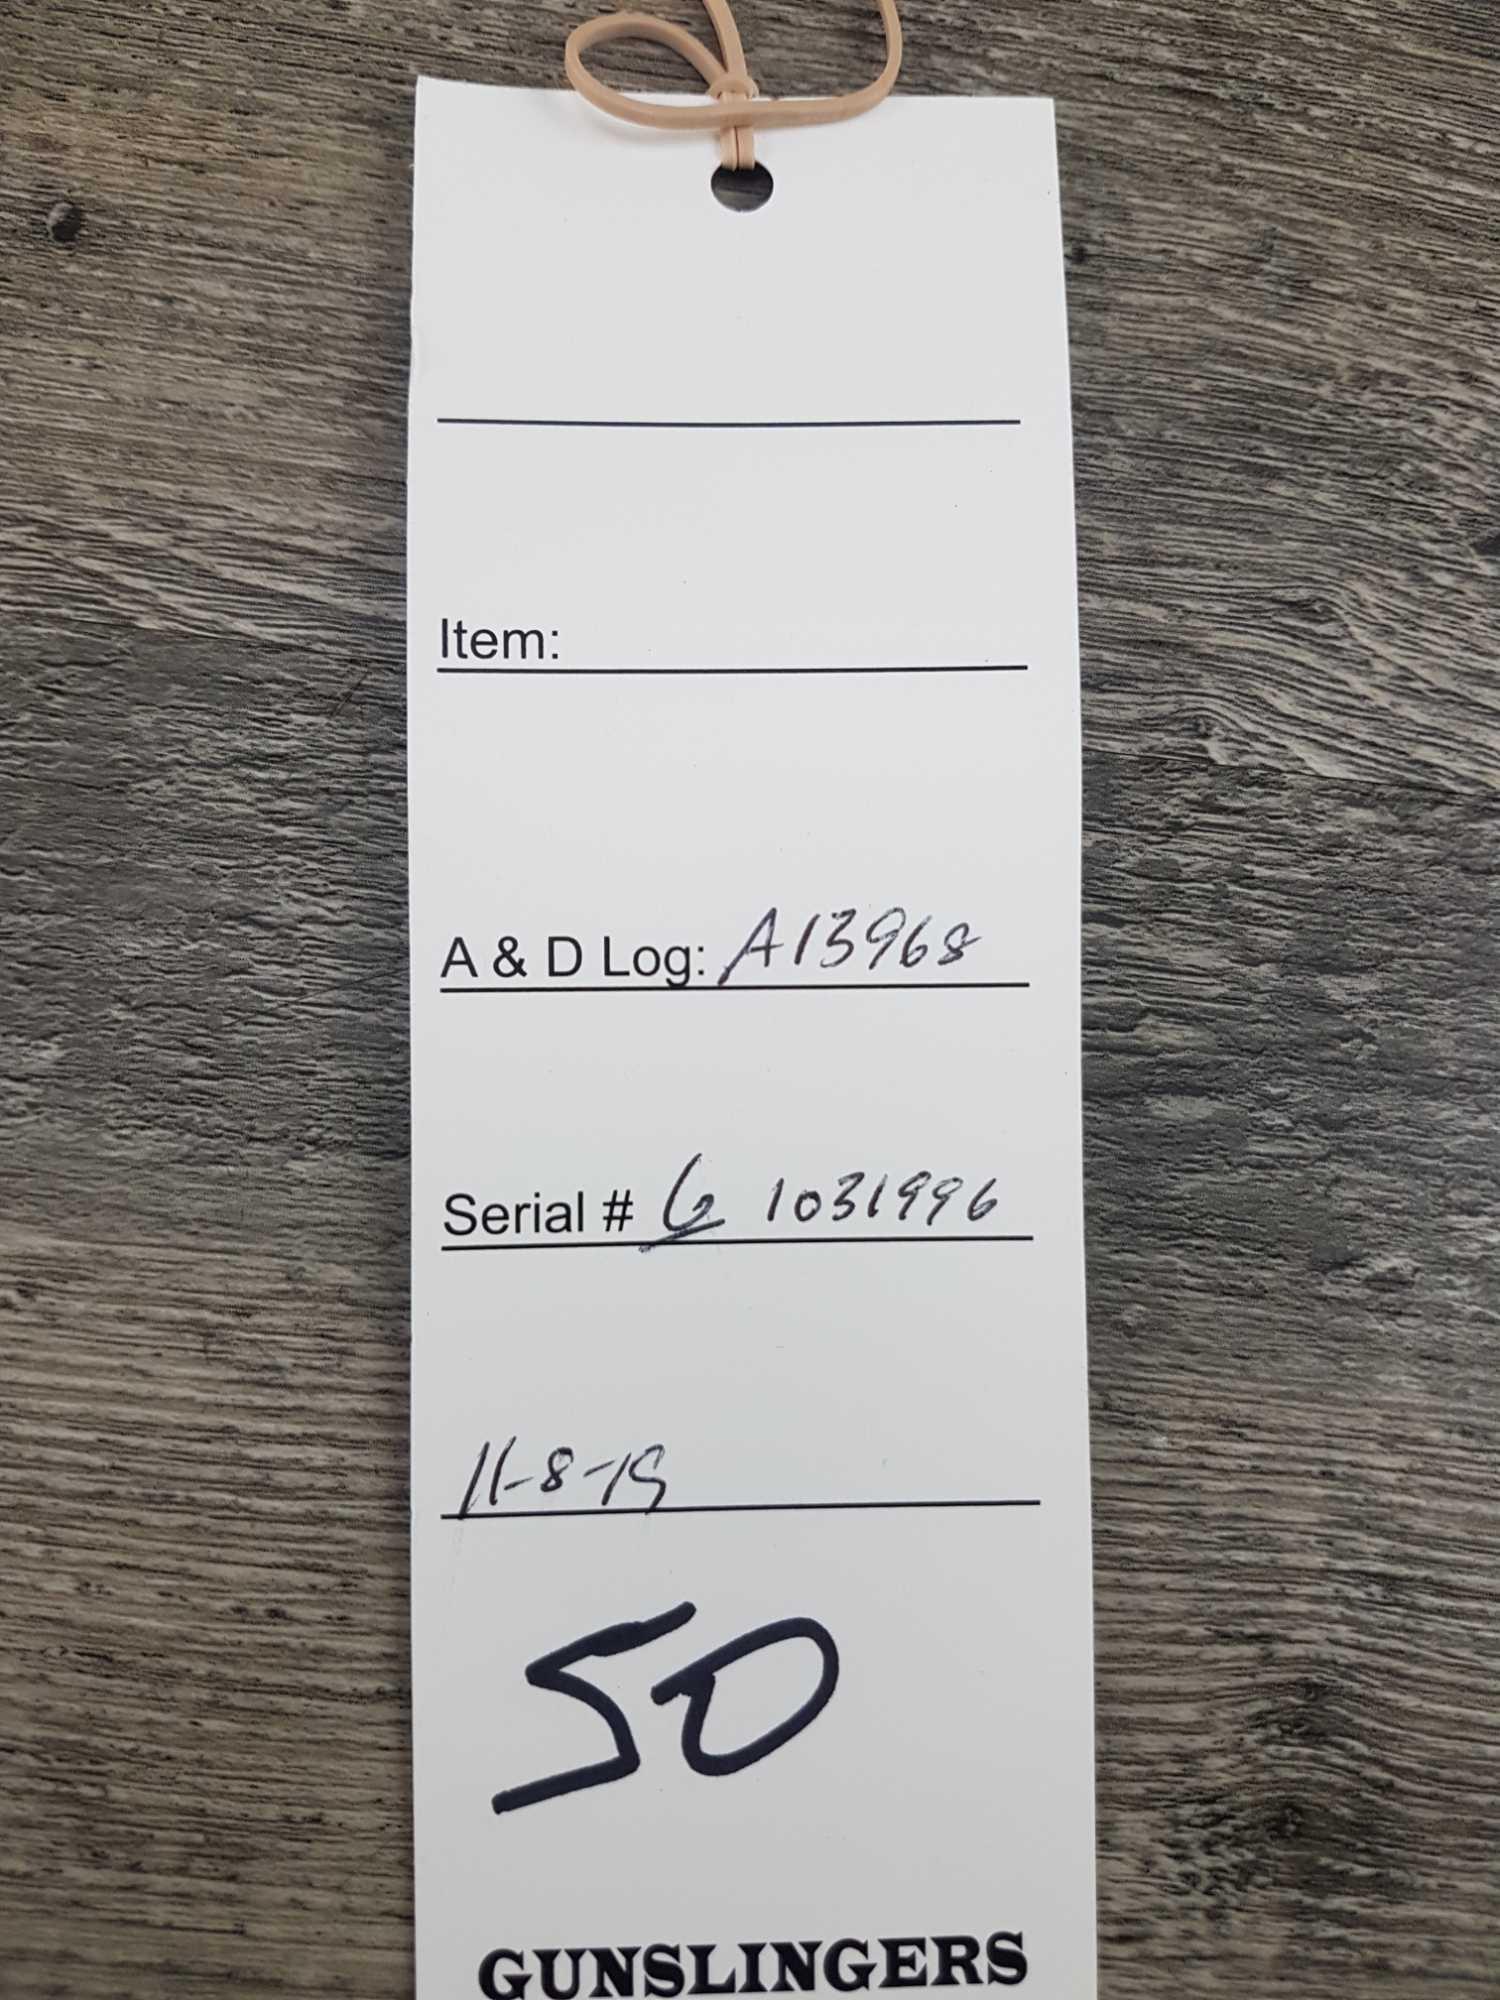 Item:
A & D Log: A13968
Serial # G 1031996
11-8-19
50
GUNSLINGERS